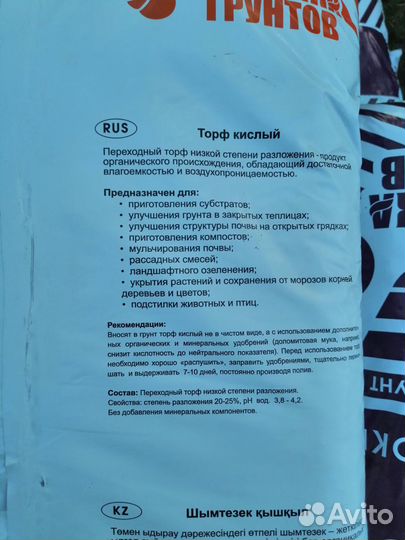 ГРУНТОВ
RUS
Торф кислый
Переходный торф низкой степени разложения - продукт
органического происхождения, обладающий достаточной
влагоемкостью и воздухопроницаемостью.
Предназначен для:
• приготовления субстратов;
• улучшения грунта в закрытых теплицах;
• улучшения структуры почвы на открытых грядках;
• приготовления компостов;
• мульчирования почвы;
• рассадных смесей;
• ландшафтного озеленения;
• укрытия растений и сохранения от морозов корней
деревьев и цветов;
• подстилки животных и птиц.
Рекомендации:
Вносят в грунт торф кислый не в чистом виде, а с использованием
ных органических и минеральных удобрений (доломитовая мука,
снизит кислотность до нейтрального показателя). Перед использованием
необходимо хорошо «распушить», заправить удобрениями, тщательно
шать и выдерживать 7-10 дней, постоянно производя полив.
Состав: Переходный торф низкой степени разложения.
Свойства: степень разложения 20-25%, pH вод. 3,8 - 4,2.
Без добавления минеральных компонентов.
KZ
Шымтезек қышқыл
Төмен ыдырау дәрежесіндегі өтпелі шымтезек –
Avito